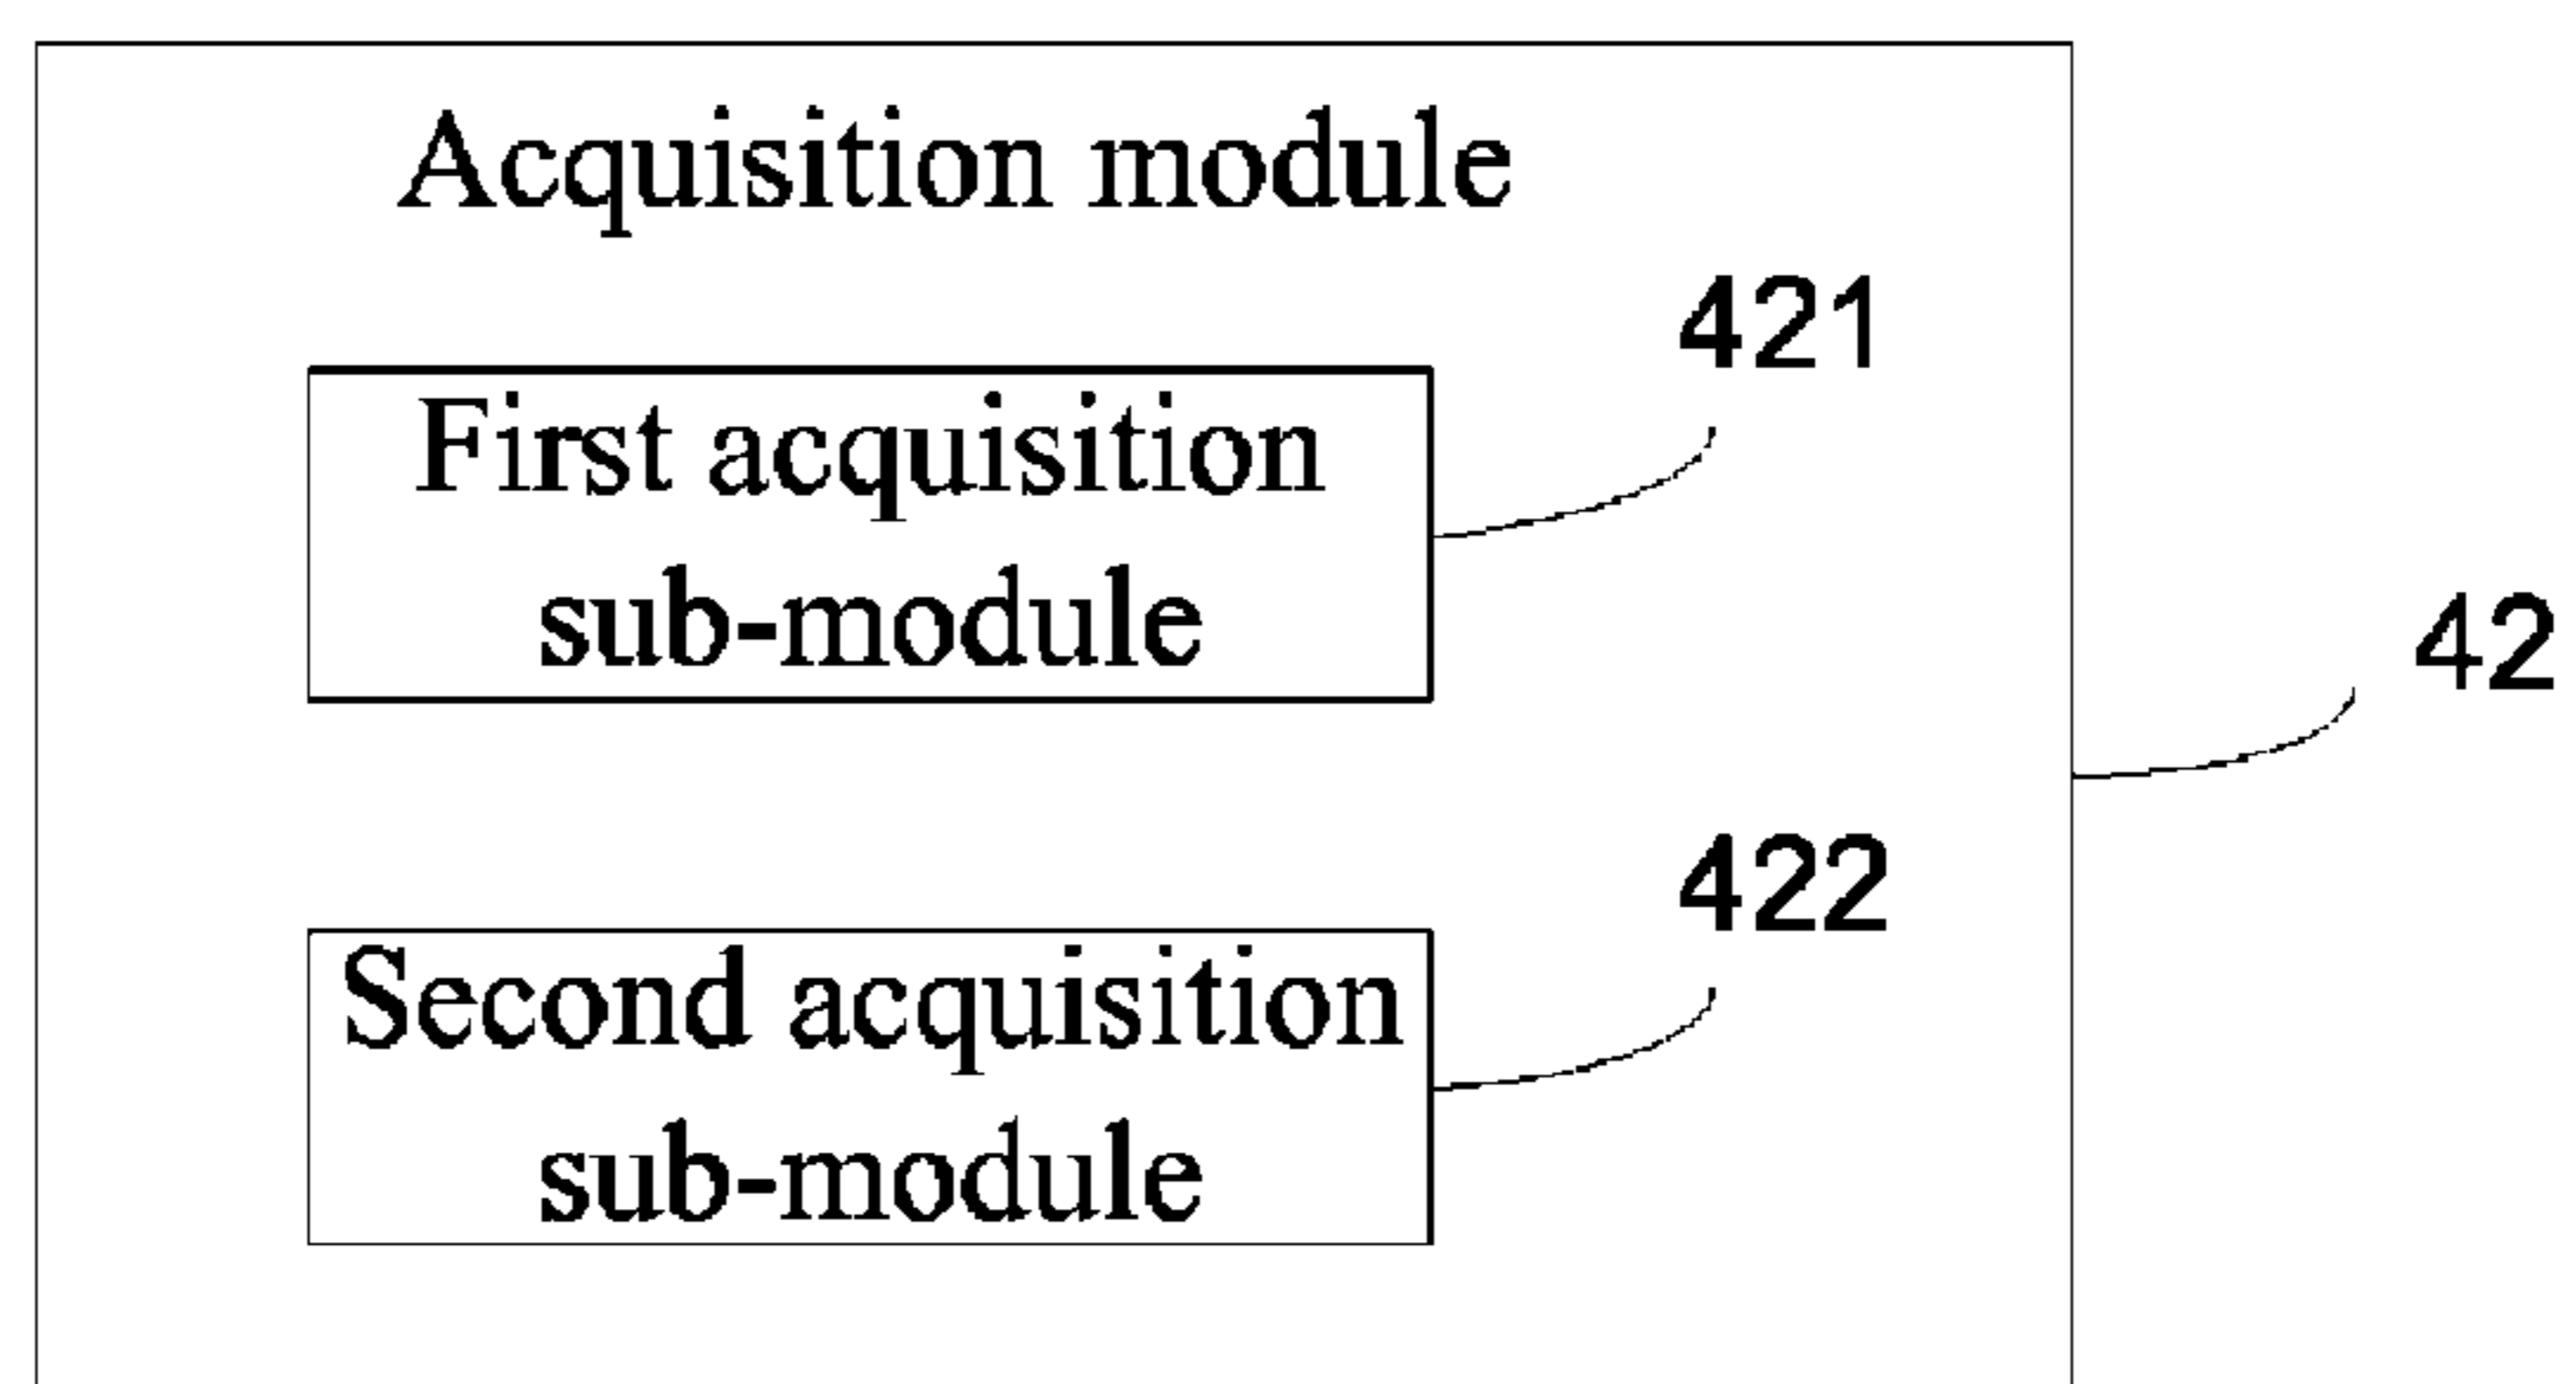 Acquisition module
421
First acquisition
sub-module
42
422
Second acquisition
sub-module